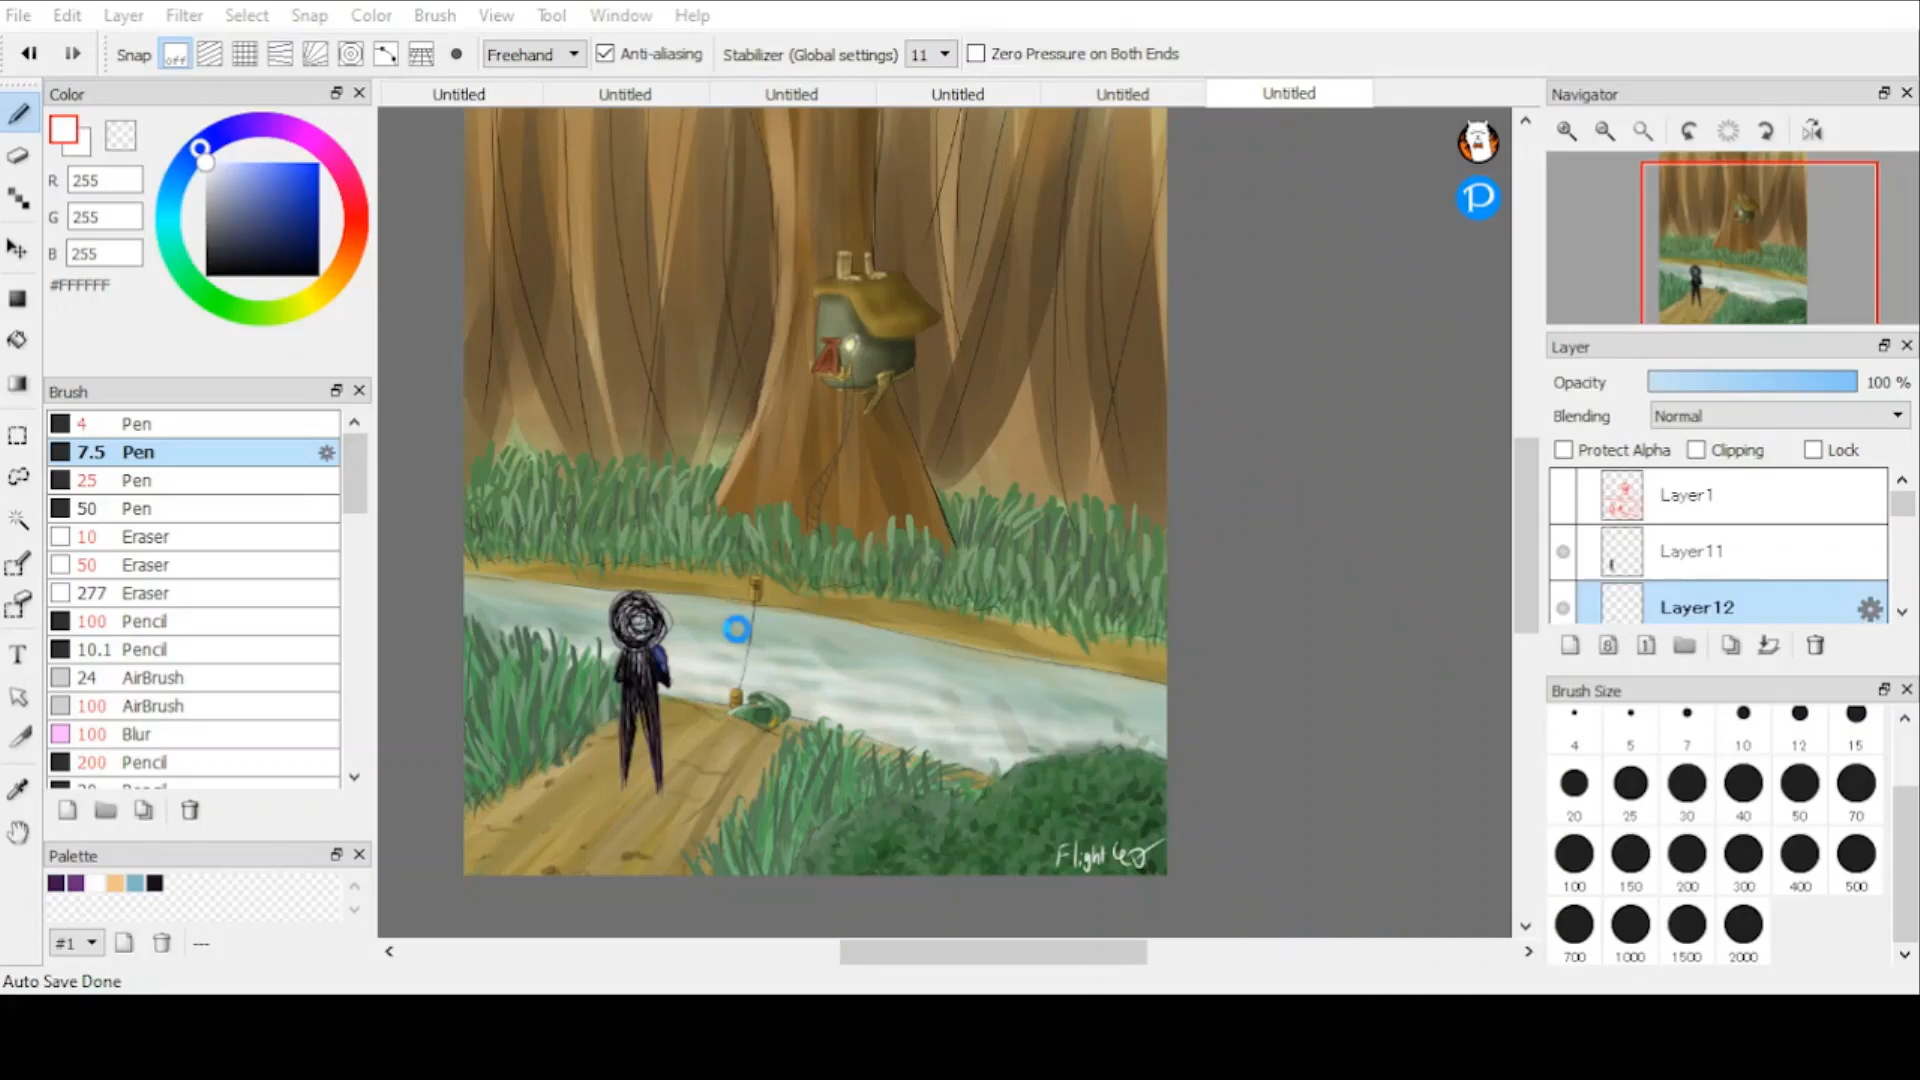 File Edit Layer Filter Select Snap Color Brush View Tool Window Help
Snap off Freehand Anti-aliasing Stabilizer (Global settings) 11 Zero Pressure on Both Ends
Color
Untitled Untitled Untitled Untitled Untitled Untitled
Navigator
R 255
G 255
B 255
#FFFFFF
P
Layer
Opacity 100 %
Blending Normal
Protect Alpha Clipping Lock
Layer1
Layer11
Layer12
8 1
Brush
4 Pen
7.5 Pen
25 Pen
50 Pen
10 Eraser
50 Eraser
277 Eraser
100 Pencil
10.1 Pencil
24 AirBrush
100 AirBrush
100 Blur
200 Pencil
T
Brush Size
4 5 7 10 12 15
20 25 30 40 50 70
100 150 200 300 400 500
700 1000 1500 2000
Palette
#1 ---
Flight
Auto Save Done